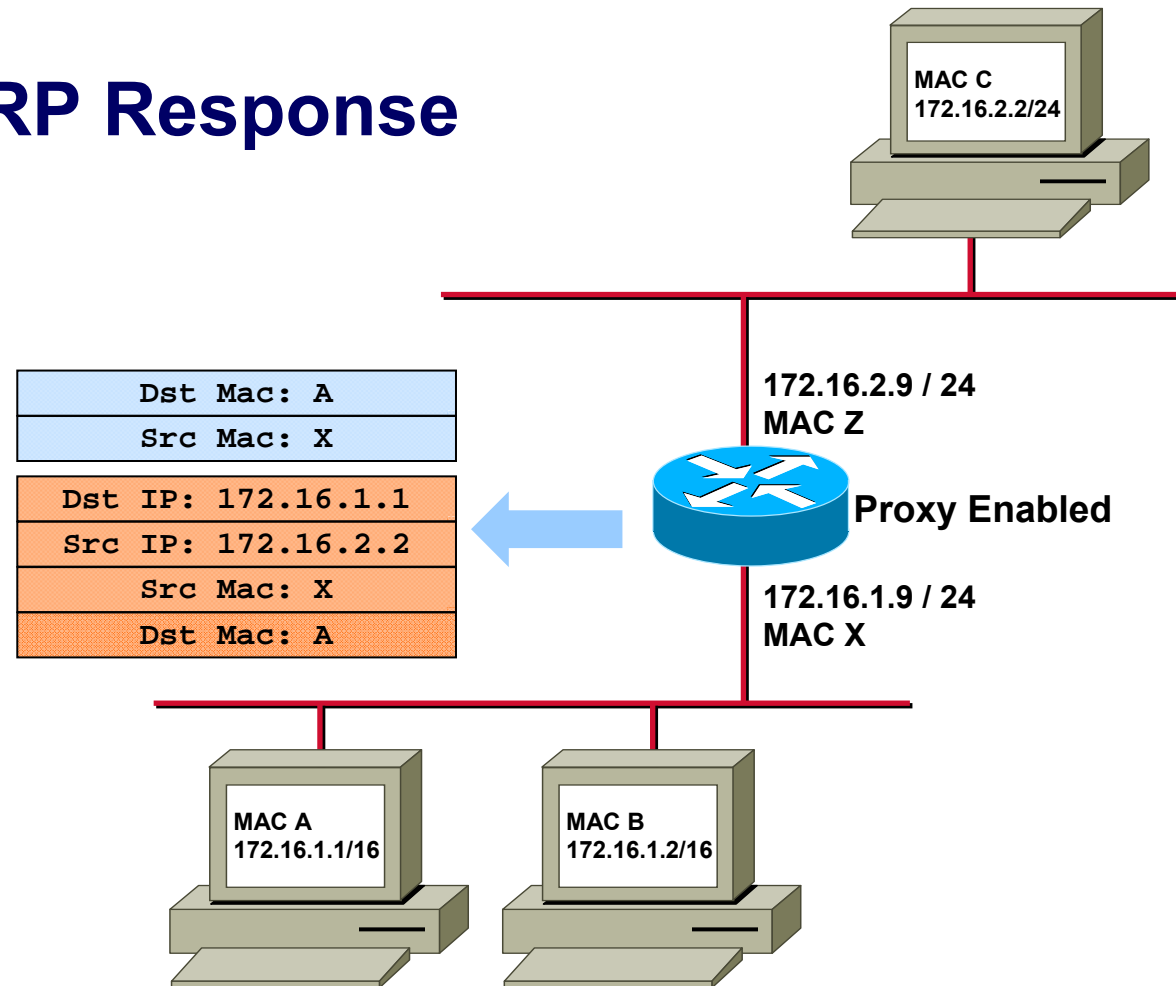 RP Response
MAC C
172.16.2.2/24
172.16.2.9 / 24
MAC Z
Dst Mac: A
Src Mac: X
Dst IP: 172.16.1.1
Src IP: 172.16.2.2
Src Mac: X
Dst Mac: A
Proxy Enabled
172.16.1.9 / 24
MAC X
MAC A
172.16.1.1/16
MAC B
172.16.1.2/16